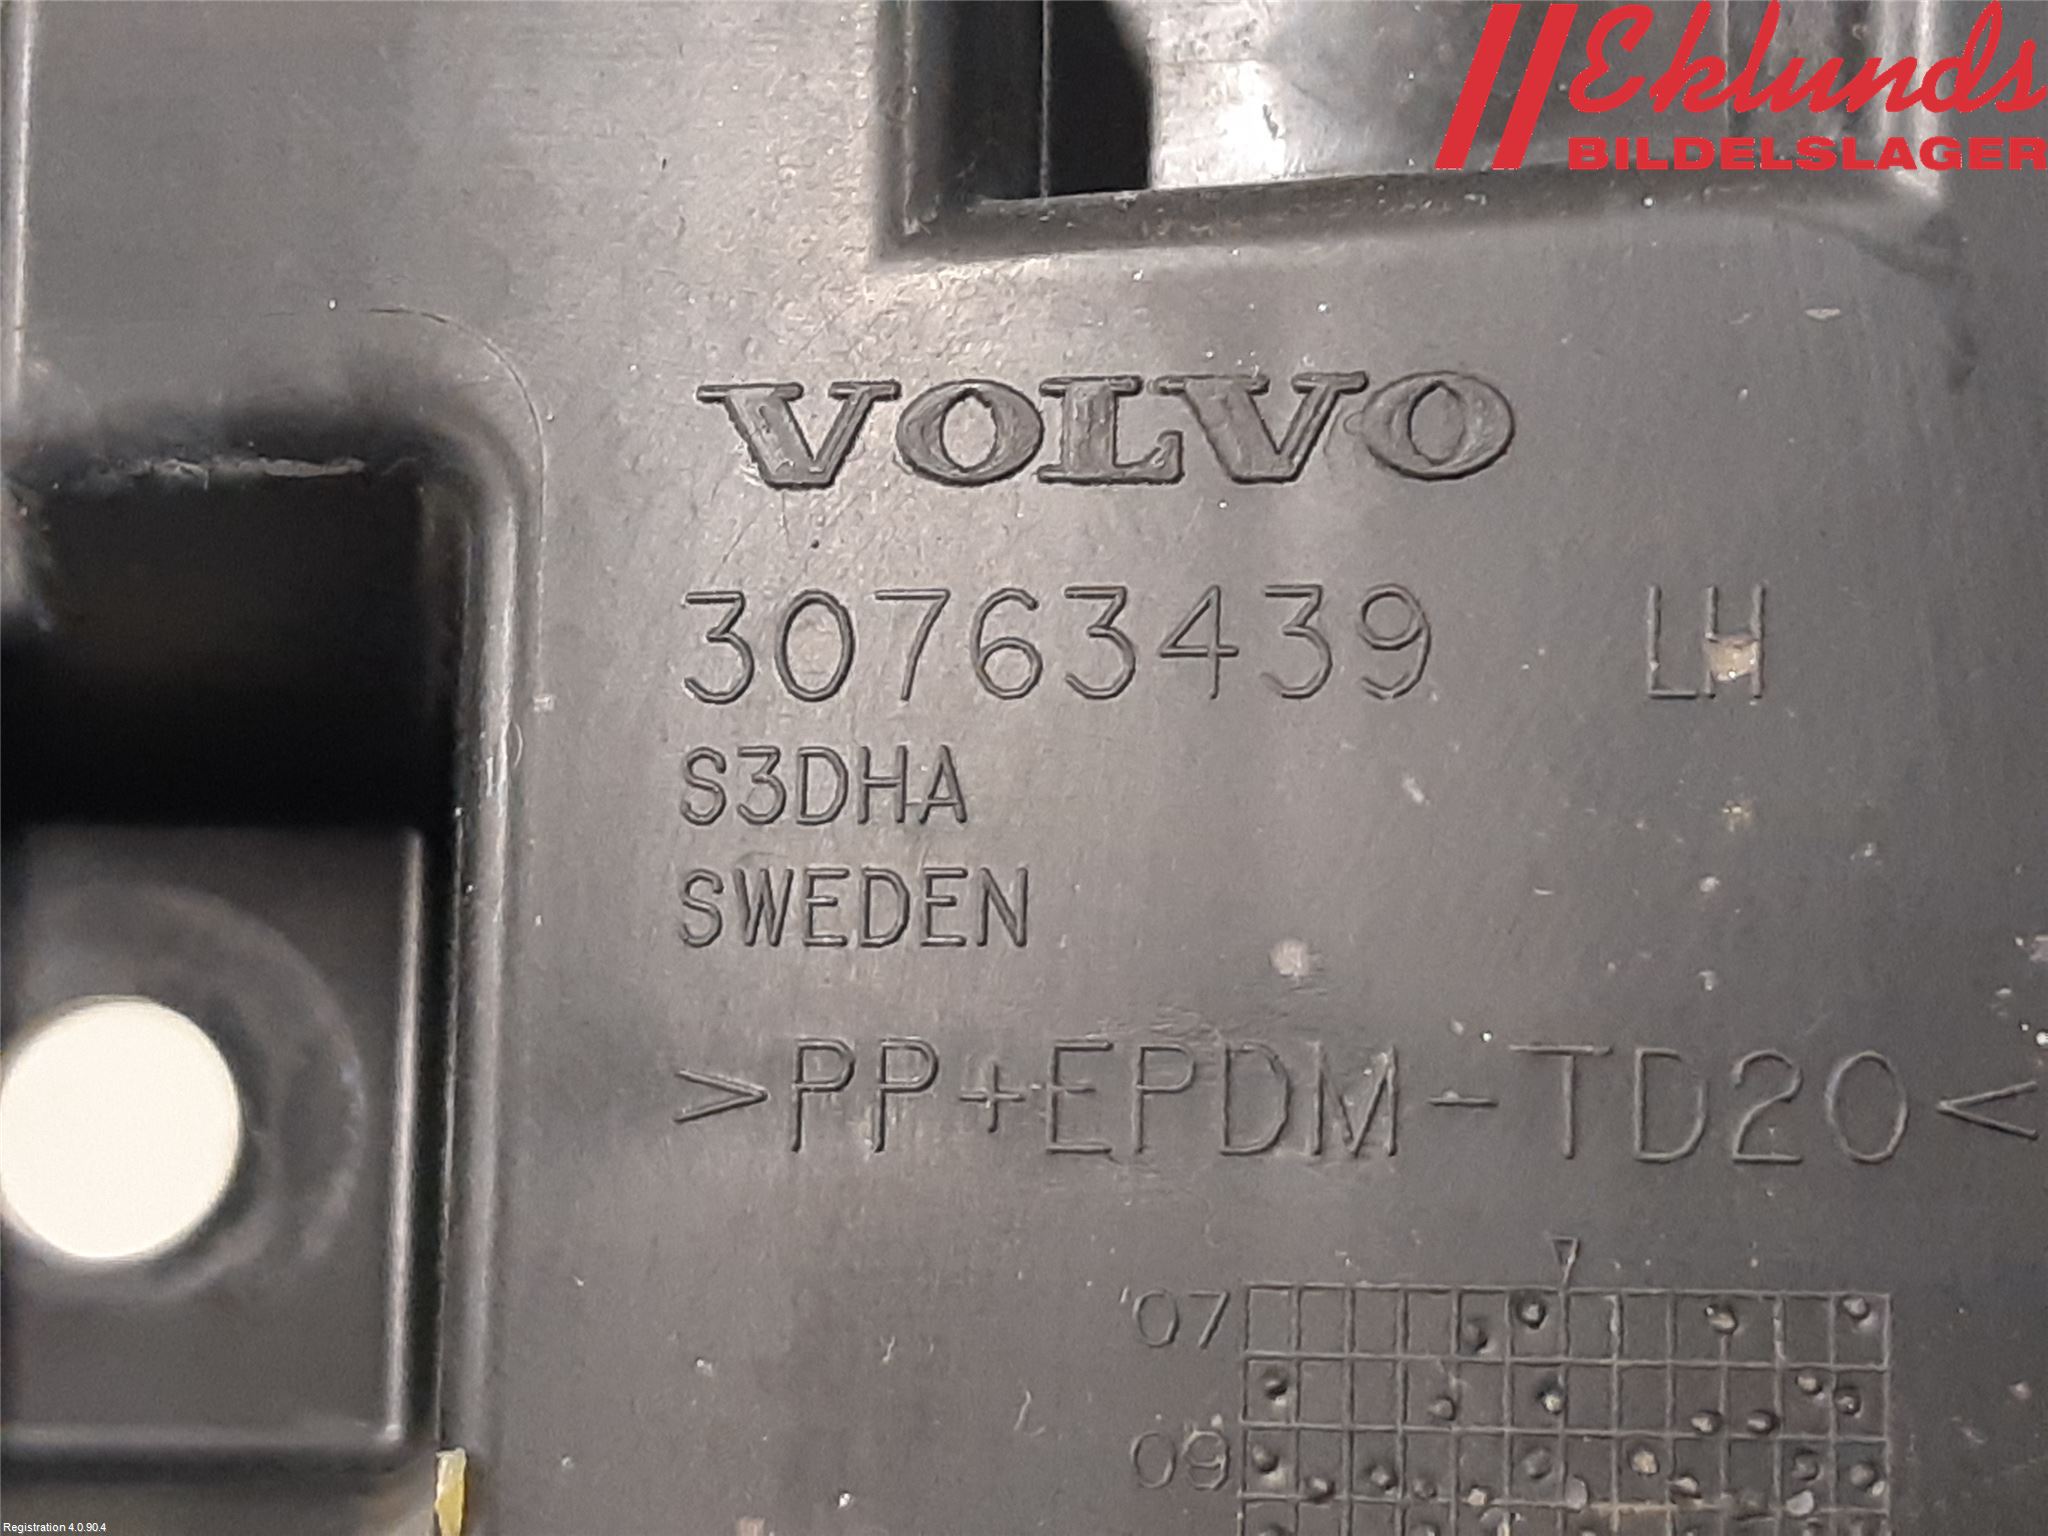 Eklunds
BILDELSLAGER
VOLVO
30763439 LH
S3DHA
SWEDEN
>PP+EPDM-TD20<
'07
09
Registration 4.0.90.4